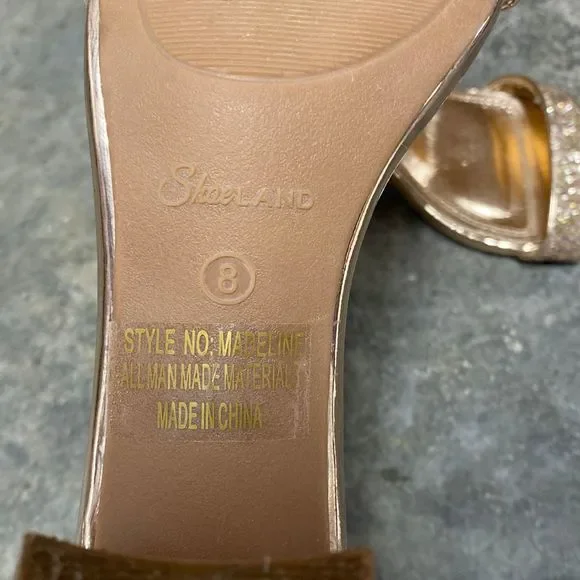 ShoeLAND
8
STYLE NO: MADELINE
ALL MAN MADE MATERIAL
MADE IN CHINA